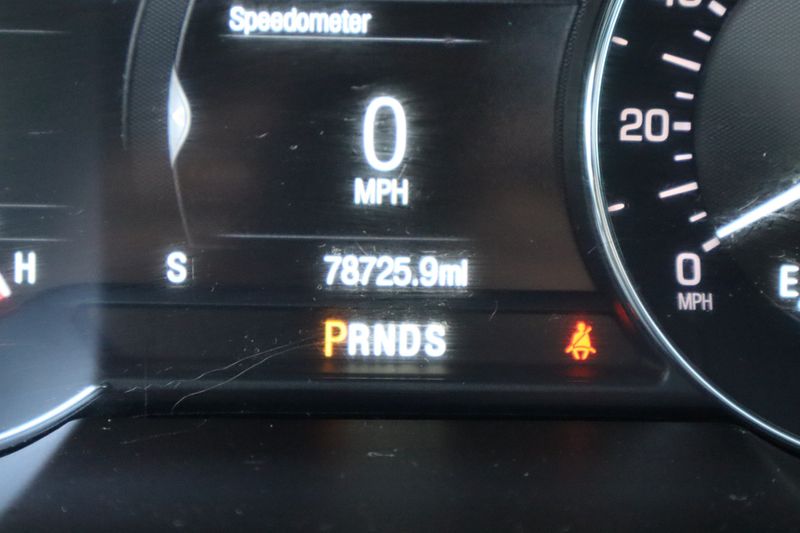 Speedometer
0
MPH
20
0
MPH
H
S
78725.9mi
E
PRNDS